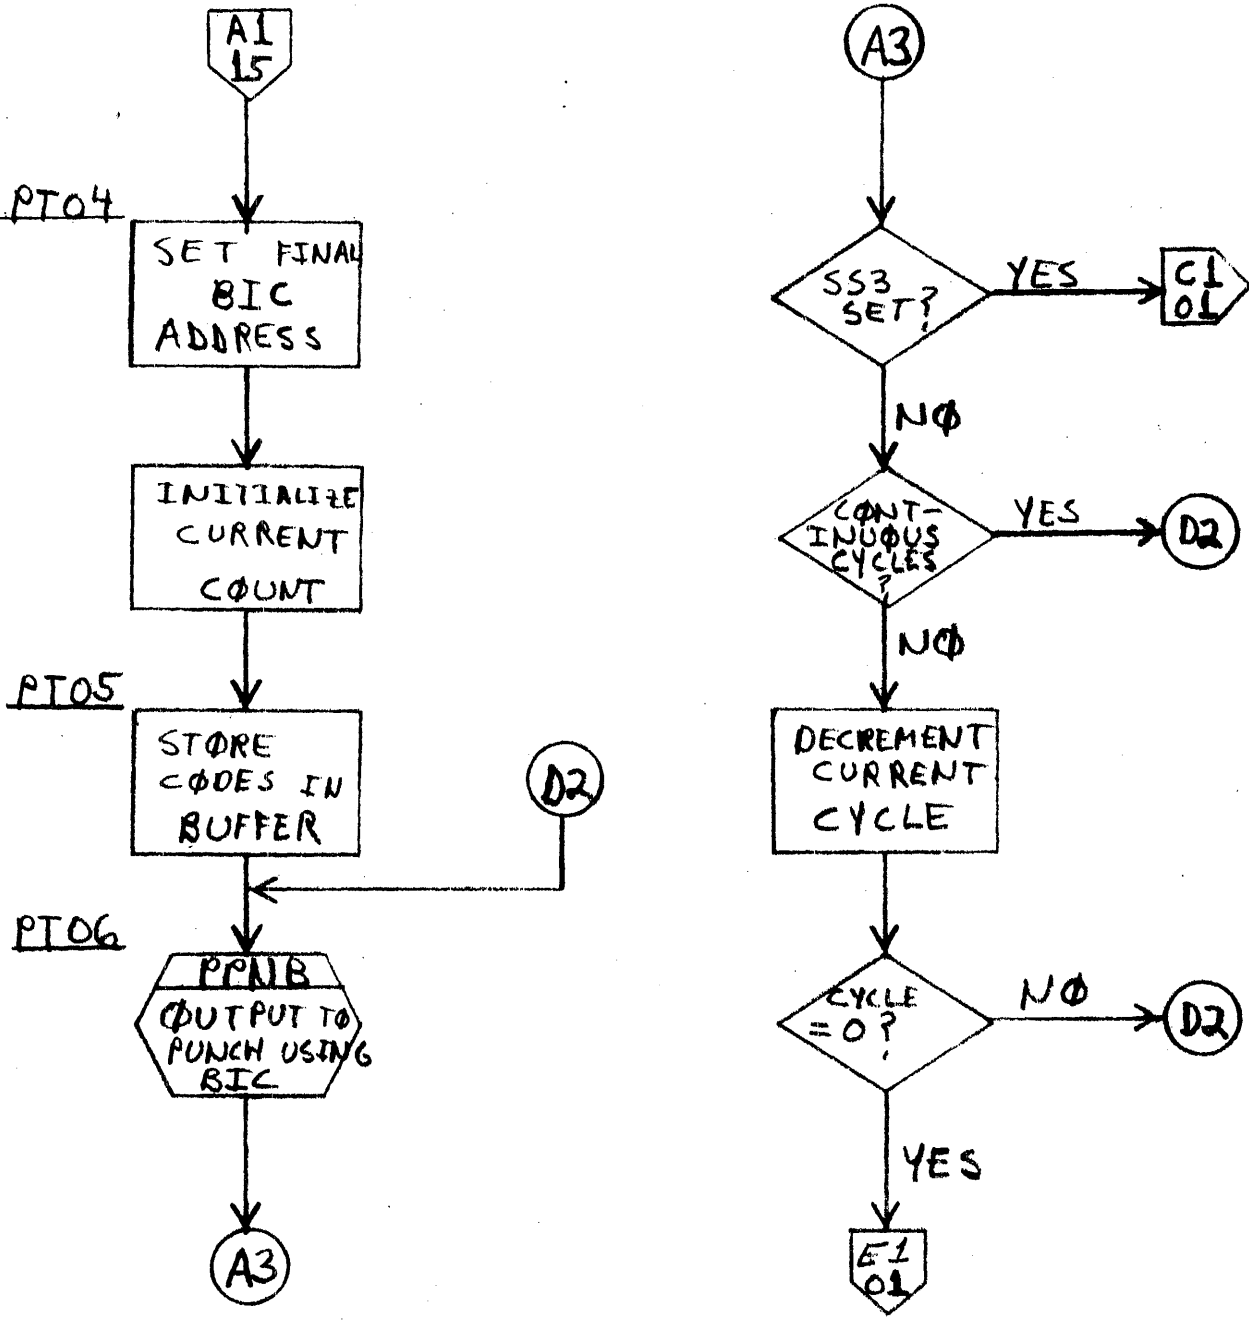 A1
15
PT04
SET FINAL
BIC
ADDRESS
INITIALIZE
CURRENT
CØUNT
PT05
STØRE
CØDES IN
BUFFER
D2
PT06
PPNB
ØUTPUT TØ
PUNCH USING
BIC
A3
A3
SS3
SET?
YES
C1
01
NØ
CØNT-
INUØUS
CYCLES
?
YES
D2
NØ
DECREMENT
CURRENT
CYCLE
CYCLE
= 0 ?
NØ
D2
YES
E1
01